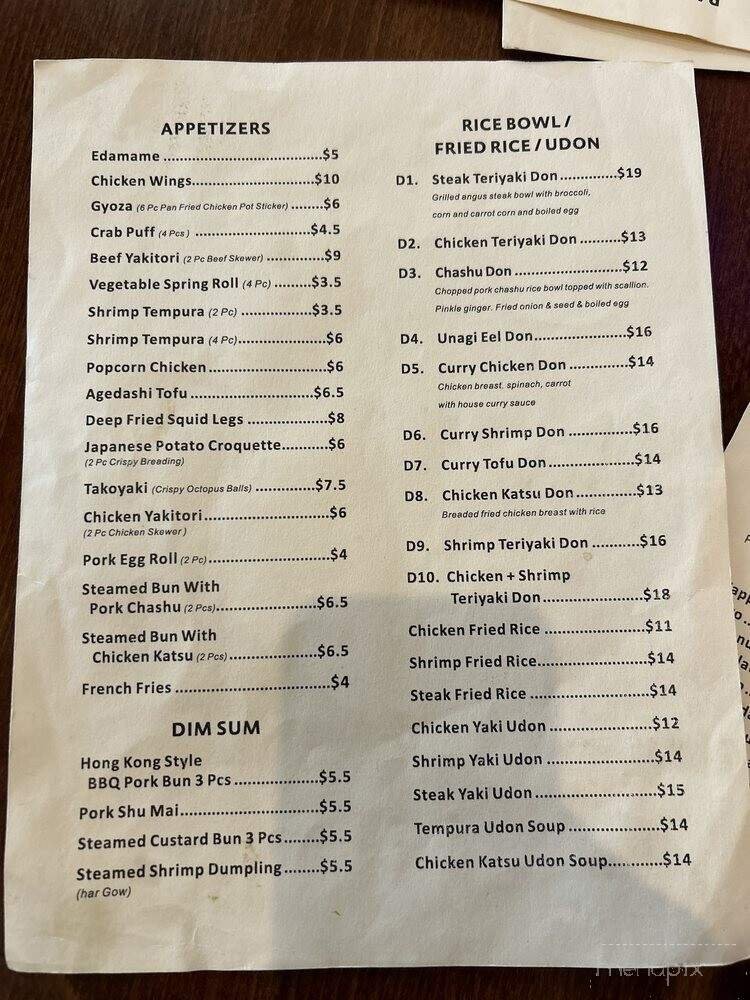 APPETIZERS
Edamame ..................................$5
Chicken Wings..........................$10
Gyoza (6 Pc Pan Fried Chicken Pot Sticker) .......$6
Crab Puff (4 Pcs) .........................$4.5
Beef Yakitori (2 Pc Beef Skewer) .............$9
Vegetable Spring Roll (4 Pc) .........$3.5
Shrimp Tempura (2 Pc) .................$3.5
Shrimp Tempura (4 Pc)...................$6
Popcorn Chicken.........................$6
Agedashi Tofu ..........................$6.5
Deep Fried Squid Legs .................$8
Japanese Potato Croquette..........$6
(2 Pc Crispy Breading)
Takoyaki (Crispy Octopus Balls) .............$7.5
Chicken Yakitori..........................$6
(2 Pc Chicken Skewer)
Pork Egg Roll (2 Pc).........................$4
Steamed Bun With
Pork Chashu (2 Pcs)......................$6.5
Steamed Bun With
Chicken Katsu (2 Pcs)...................$6.5
French Fries ................................$4
DIM SUM
Hong Kong Style
BBQ Pork Bun 3 Pcs .................$5.5
Pork Shu Mai............................$5.5
Steamed Custard Bun 3 Pcs.......$5.5
Steamed Shrimp Dumpling.......$5.5
(har Gow)
RICE BOWL /
FRIED RICE / UDON
D1. Steak Teriyaki Don.............$19
Grilled angus steak bowl with broccoli,
corn and carrot corn and boiled egg
D2. Chicken Teriyaki Don .........$13
D3. Chashu Don .......................$12
Chopped pork chashu rice bowl topped with scallion.
Pinkle ginger. Fried onion & seed & boiled egg
D4. Unagi Eel Don.....................$16
D5. Curry Chicken Don .............$14
Chicken breast. spinach, carrot
with house curry sauce
D6. Curry Shrimp Don ..............$16
D7. Curry Tofu Don...................$14
D8. Chicken Katsu Don.............$13
Breaded fried chicken breast with rice
D9. Shrimp Teriyaki Don ...........$16
D10. Chicken + Shrimp
Teriyaki Don.......................$18
Chicken Fried Rice ......................$11
Shrimp Fried Rice........................$14
Steak Fried Rice ..........................$14
Chicken Yaki Udon ......................$12
Shrimp Yaki Udon .......................$14
Steak Yaki Udon ..........................$15
Tempura Udon Soup ...................$14
Chicken Katsu Udon Soup............$14
menupix